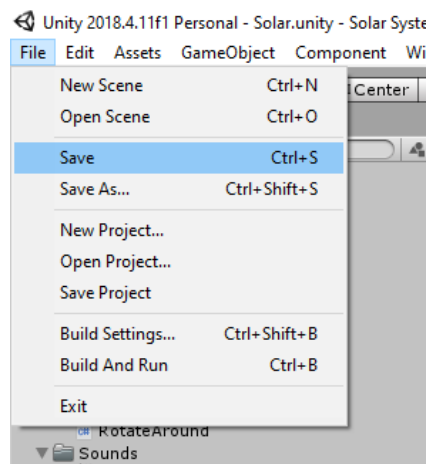 Unity 2018.4.11f1 Personal - Solar.unity - Solar Syste
File Edit Assets GameObject Component Wi
New Scene Ctrl+N
Center
Open Scene Ctrl+O
Save Ctrl+S
Save As... Ctrl+Shift+S
New Project...
Open Project...
Save Project
Build Settings... Ctrl+Shift+B
Build And Run Ctrl+B
Exit
C# RotateAround
Sounds